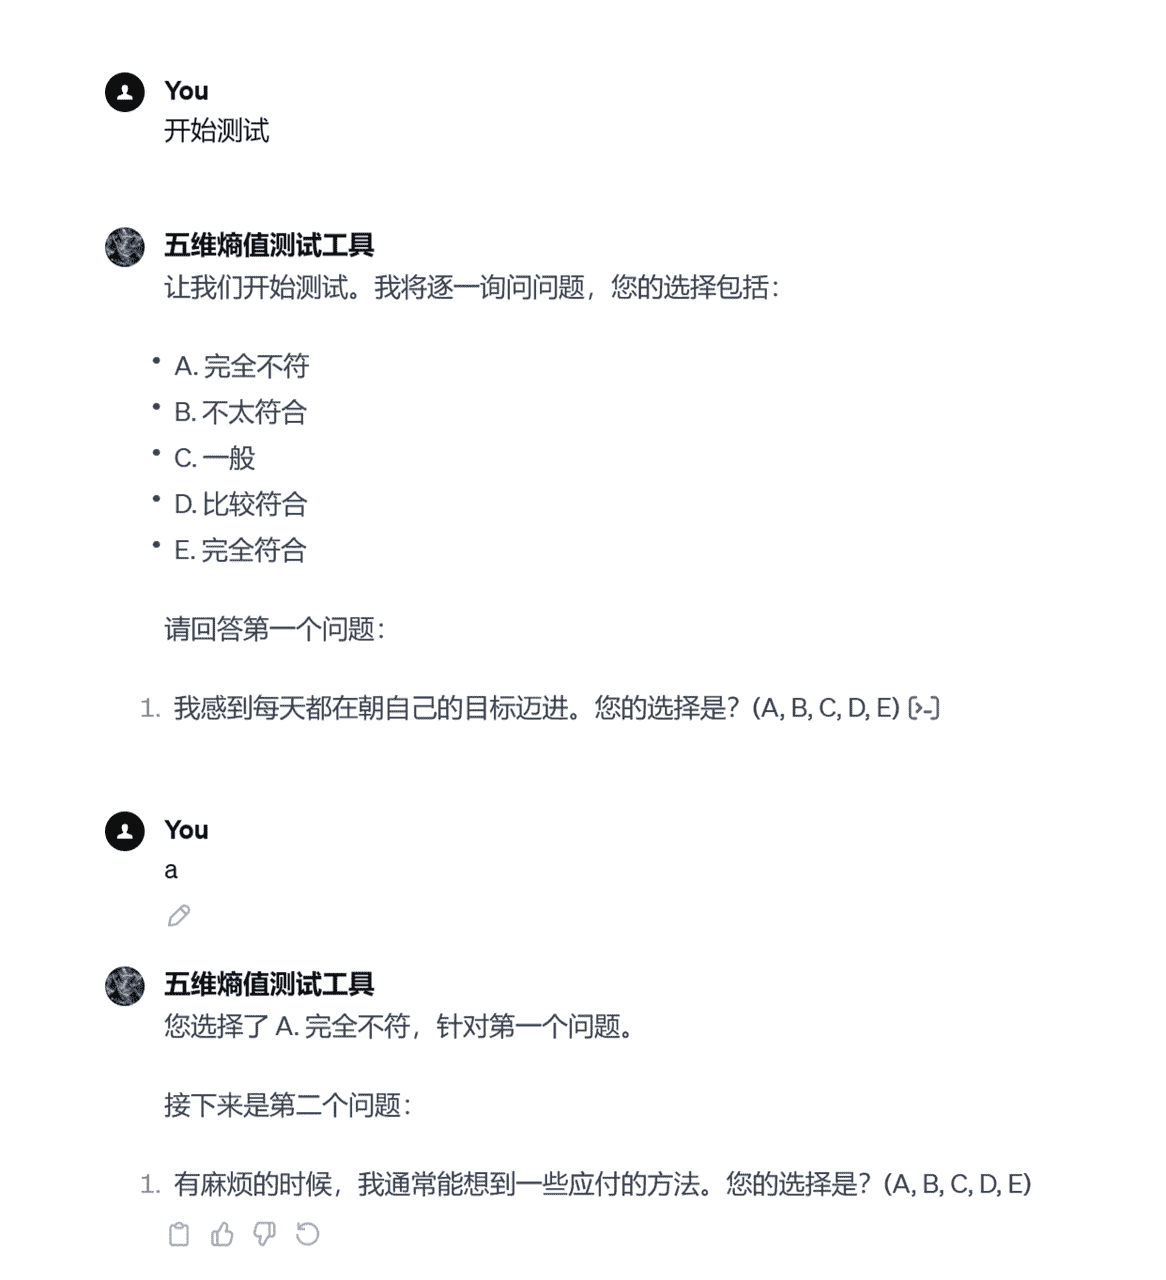 You
开始测试
五维熵值测试工具
让我们开始测试。我将逐一询问问题，您的选择包括：
• A. 完全不符
• B. 不太符合
• C. 一般
• D. 比较符合
• E. 完全符合
请回答第一个问题：
1. 我感到每天都在朝自己的目标迈进。您的选择是？(A, B, C, D, E) [>-]
You
a
五维熵值测试工具
您选择了 A. 完全不符，针对第一个问题。
接下来是第二个问题：
1. 有麻烦的时候，我通常能想到一些应付的方法。您的选择是？(A, B, C, D, E)